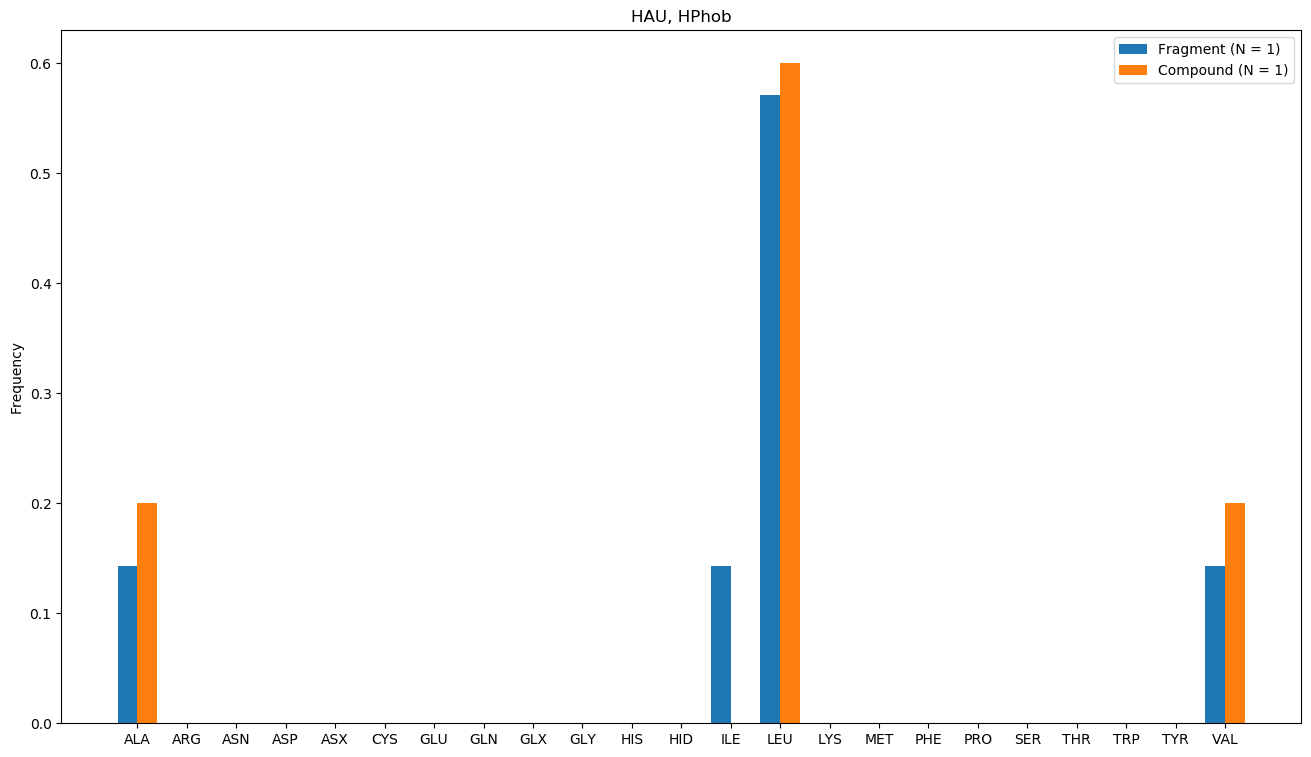 HAU, HPhob
Fragment (N = 1)
Compound (N = 1)
Frequency
0.6
0.5
0.4
0.3
0.2
0.1
0.0
ALA ARG ASN ASP ASX CYS GLU GLN GLX GLY HIS HID ILE LEU LYS MET PHE PRO SER THR TRP TYR VAL